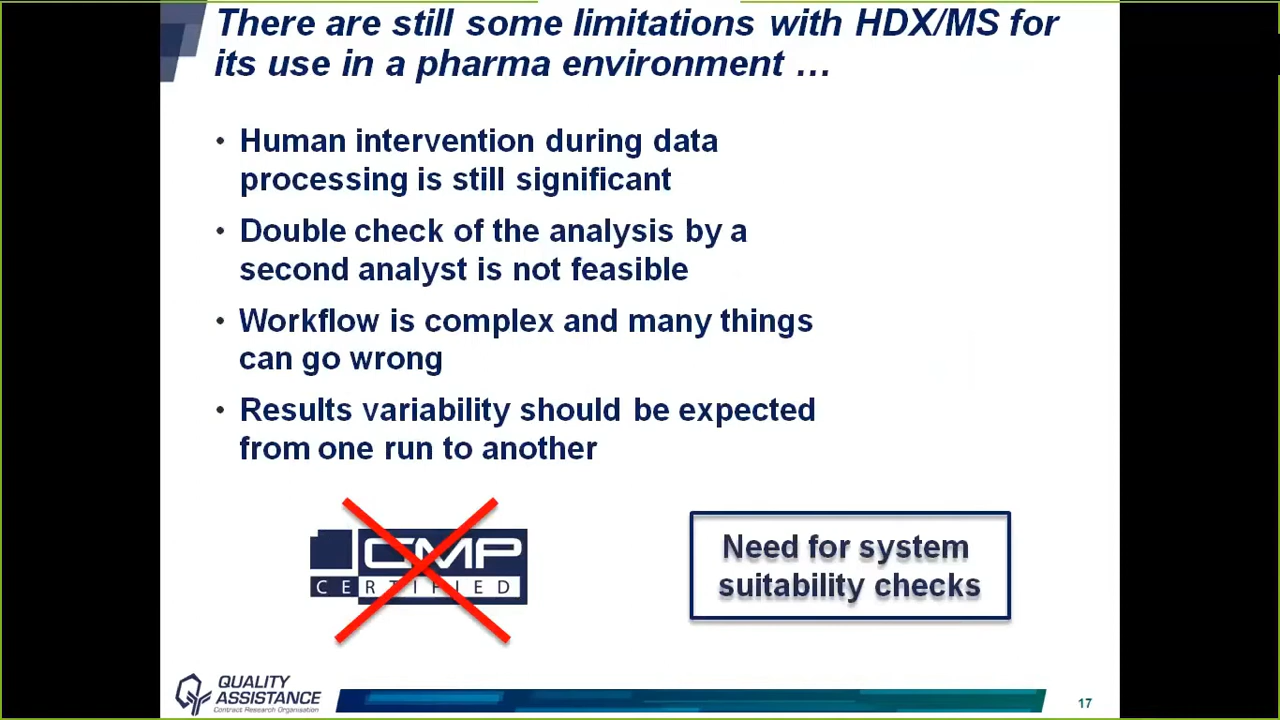 There are still some limitations with HDX/MS for
its use in a pharma environment …
• Human intervention during data
processing is still significant
• Double check of the analysis by a
second analyst is not feasible
• Workflow is complex and many things
can go wrong
• Results variability should be expected
from one run to another
CMP
CERTIFIED
Need for system
suitability checks
QUALITY
ASSISTANCE
Contract Research Organisation
17